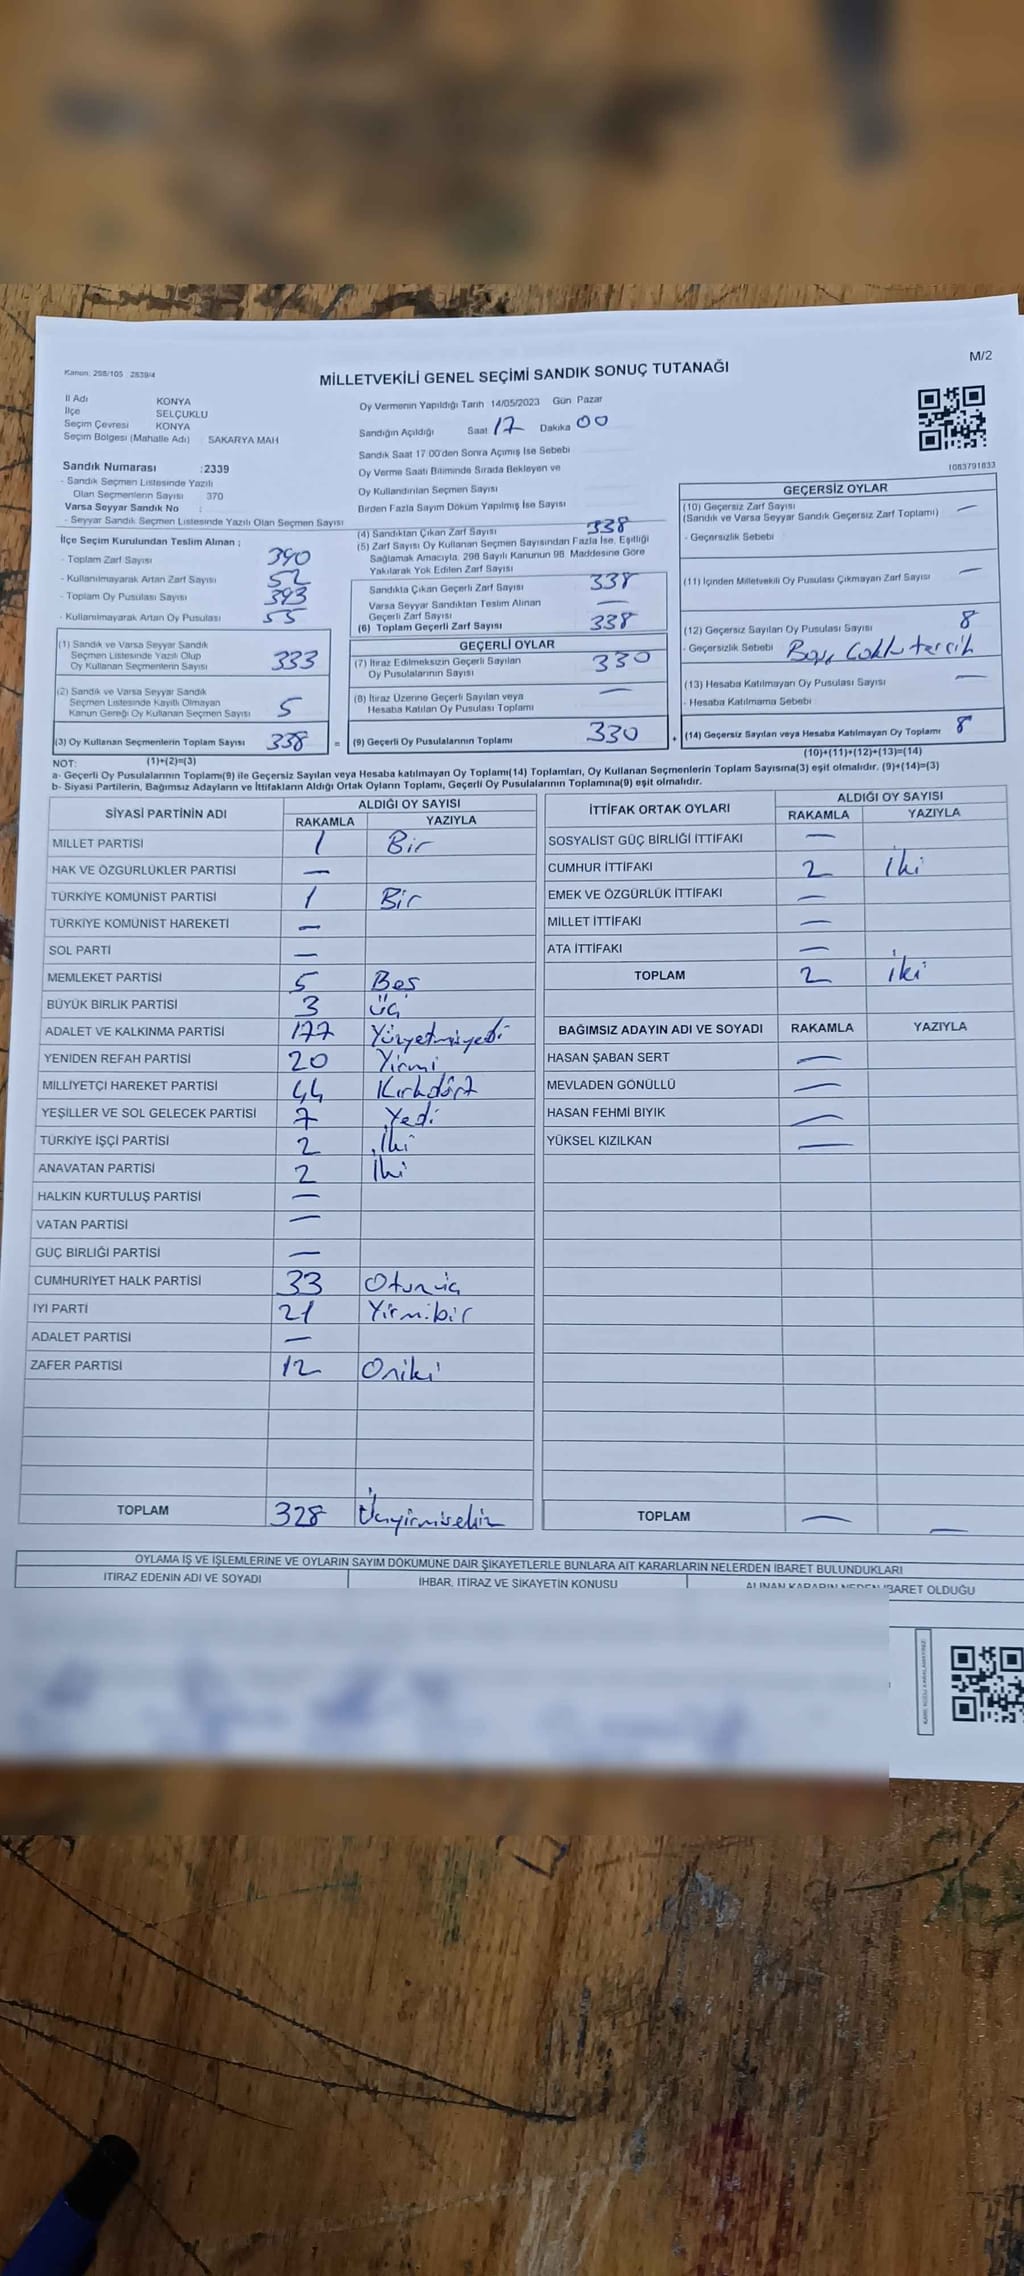 Kanun: 298/105 : 2839/4
M/2
MİLLETVEKİLİ GENEL SEÇİMİ SANDIK SONUÇ TUTANAĞI
İl Adı KONYA
İlçe SELÇUKLU
Seçim Çevresi KONYA
Seçim Bölgesi (Mahalle Adı) SAKARYA MAH
Sandık Numarası :2339
- Sandık Seçmen Listesinde Yazılı
Olan Seçmenlerin Sayısı 370
Varsa Seyyar Sandık No :
- Seyyar Sandık Seçmen Listesinde Yazılı Olan Seçmen Sayısı
İlçe Seçim Kurulundan Teslim Alınan ;
- Toplam Zarf Sayısı 390
- Kullanılmayarak Artan Zarf Sayısı 52
- Toplam Oy Pusulası Sayısı 393
- Kullanılmayarak Artan Oy Pusulası 55
Oy Vermenin Yapıldığı Tarih 14/05/2023 Gün Pazar
Sandığın Açıldığı Saat 17 Dakika 00
Sandık Saat 17:00'den Sonra Açımış İse Sebebi
Oy Verme Saati Bitiminde Sırada Bekleyen ve
Oy Kullandırılan Seçmen Sayısı
Birden Fazla Sayım Döküm Yapılmış İse Sayısı
(4) Sandıktan Çıkan Zarf Sayısı 338
(5) Zarf Sayısı Oy Kullanan Seçmen Sayısından Fazla İse, Eşitliği
Sağlamak Amacıyla, 298 Sayılı Kanunun 98. Maddesine Göre
Yakılarak Yok Edilen Zarf Sayısı
Sandıkta Çıkan Geçerli Zarf Sayısı 338
Varsa Seyyar Sandıktan Teslim Alınan
Geçerli Zarf Sayısı —
(6) Toplam Geçerli Zarf Sayısı 338
1083791833
GEÇERSİZ OYLAR
(10) Geçersiz Zarf Sayısı —
(Sandık ve Varsa Seyyar Sandık Geçersiz Zarf Toplamı)
- Geçersizlik Sebebi
(11) İçinden Milletvekili Oy Pusulası Çıkmayan Zarf Sayısı —
(12) Geçersiz Sayılan Oy Pusulası Sayısı 8
- Geçersizlik Sebebi Boş, Çoklu tercih
(13) Hesaba Katılmayan Oy Pusulası Sayısı —
- Hesaba Katılmama Sebebi
(14) Geçersiz Sayılan veya Hesaba Katılmayan Oy Toplamı 8
(10)+(11)+(12)+(13)=(14)
(1) Sandık ve Varsa Seyyar Sandık
Seçmen Listesinde Yazılı Olup
Oy Kullanan Seçmenlerin Sayısı 333
(2) Sandık ve Varsa Seyyar Sandık
Seçmen Listesinde Kayıtlı Olmayan
Kanun Gereği Oy Kullanan Seçmen Sayısı 5
(3) Oy Kullanan Seçmenlerin Toplam Sayısı 338 =
(1)+(2)=(3)
GEÇERLİ OYLAR
(7) İtiraz Edilmeksizin Geçerli Sayılan
Oy Pusulalarının Sayısı 330
(8) İtiraz Üzerine Geçerli Sayılan veya
Hesaba Katılan Oy Pusulası Toplamı —
(9) Geçerli Oy Pusulalarının Toplamı 330 +
NOT:
a- Geçerli Oy Pusulalarının Toplamı(9) ile Geçersiz Sayılan veya Hesaba katılmayan Oy Toplamı(14) Toplamları, Oy Kullanan Seçmenlerin Toplam Sayısına(3) eşit olmalıdır. (9)+(14)=(3)
b- Siyasi Partilerin, Bağımsız Adayların ve İttifakların Aldığı Ortak Oyların Toplamı, Geçerli Oy Pusulalarının Toplamına(9) eşit olmalıdır.
SİYASİ PARTİNİN ADI ALDIĞI OY SAYISI
RAKAMLA YAZIYLA
MİLLET PARTİSİ 1 Bir
HAK VE ÖZGÜRLÜKLER PARTİSİ —
TÜRKİYE KOMÜNİST PARTİSİ 1 Bir
TÜRKİYE KOMÜNİST HAREKETİ —
SOL PARTİ —
MEMLEKET PARTİSİ 5 Beş
BÜYÜK BİRLİK PARTİSİ 3 Üç
ADALET VE KALKINMA PARTİSİ 177 Yüzyetmişyedi
YENİDEN REFAH PARTİSİ 20 Yirmi
MİLLİYETÇİ HAREKET PARTİSİ 44 Kırkdört
YEŞİLLER VE SOL GELECEK PARTİSİ 7 Yedi
TÜRKİYE İŞÇİ PARTİSİ 2 İki
ANAVATAN PARTİSİ 2 İki
HALKIN KURTULUŞ PARTİSİ —
VATAN PARTİSİ —
GÜÇ BİRLİĞİ PARTİSİ —
CUMHURİYET HALK PARTİSİ 33 Otuzüç
İYİ PARTİ 21 Yirmibir
ADALET PARTİSİ —
ZAFER PARTİSİ 12 Oniki
TOPLAM 328 Üçyüzyirmisekiz
İTTİFAK ORTAK OYLARI ALDIĞI OY SAYISI
RAKAMLA YAZIYLA
SOSYALİST GÜÇ BİRLİĞİ İTTİFAKI —
CUMHUR İTTİFAKI 2 iki
EMEK VE ÖZGÜRLÜK İTTİFAKI —
MİLLET İTTİFAKI —
ATA İTTİFAKI —
TOPLAM 2 iki
BAĞIMSIZ ADAYIN ADI VE SOYADI RAKAMLA YAZIYLA
HASAN ŞABAN SERT —
MEVLADEN GÖNÜLLÜ —
HASAN FEHMİ BIYIK —
YÜKSEL KIZILKAN —
TOPLAM — —
OYLAMA İŞ VE İŞLEMLERİNE VE OYLARIN SAYIM DÖKÜMÜNE DAİR ŞİKAYETLERLE BUNLARA AİT KARARLARIN NELERDEN İBARET BULUNDUKLARI
İTİRAZ EDENİN ADI VE SOYADI İHBAR, İTİRAZ VE ŞİKAYETİN KONUSU ALINAN KARARIN NEDEN İBARET OLDUĞU